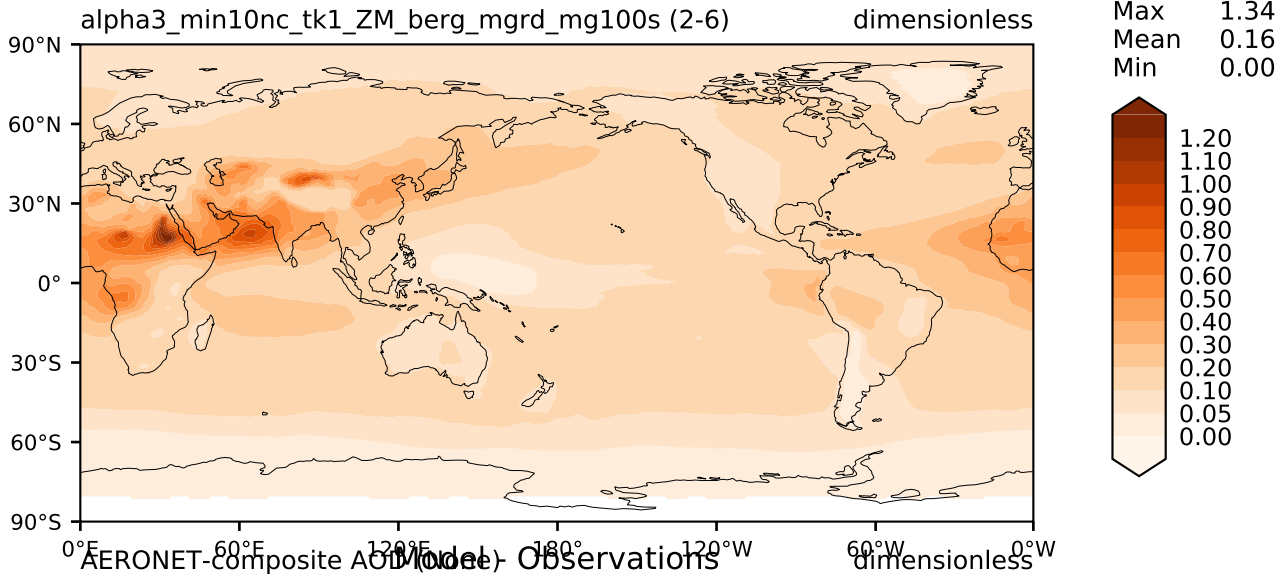 alpha3_min10nc_tk1_ZM_berg_mgrd_mg100s (2-6) dimensionless
Max 1.34
Mean 0.16
Min 0.00
90°N
60°N
30°N
0°
30°S
60°S
90°S
1.20
1.10
1.00
0.90
0.80
0.70
0.60
0.50
0.40
0.30
0.20
0.10
0.05
0.00
0°E 60°E 120°E 180° 120°W 60°W 0°W
AERONET-composite AOD (None) dimensionless
Model - Observations